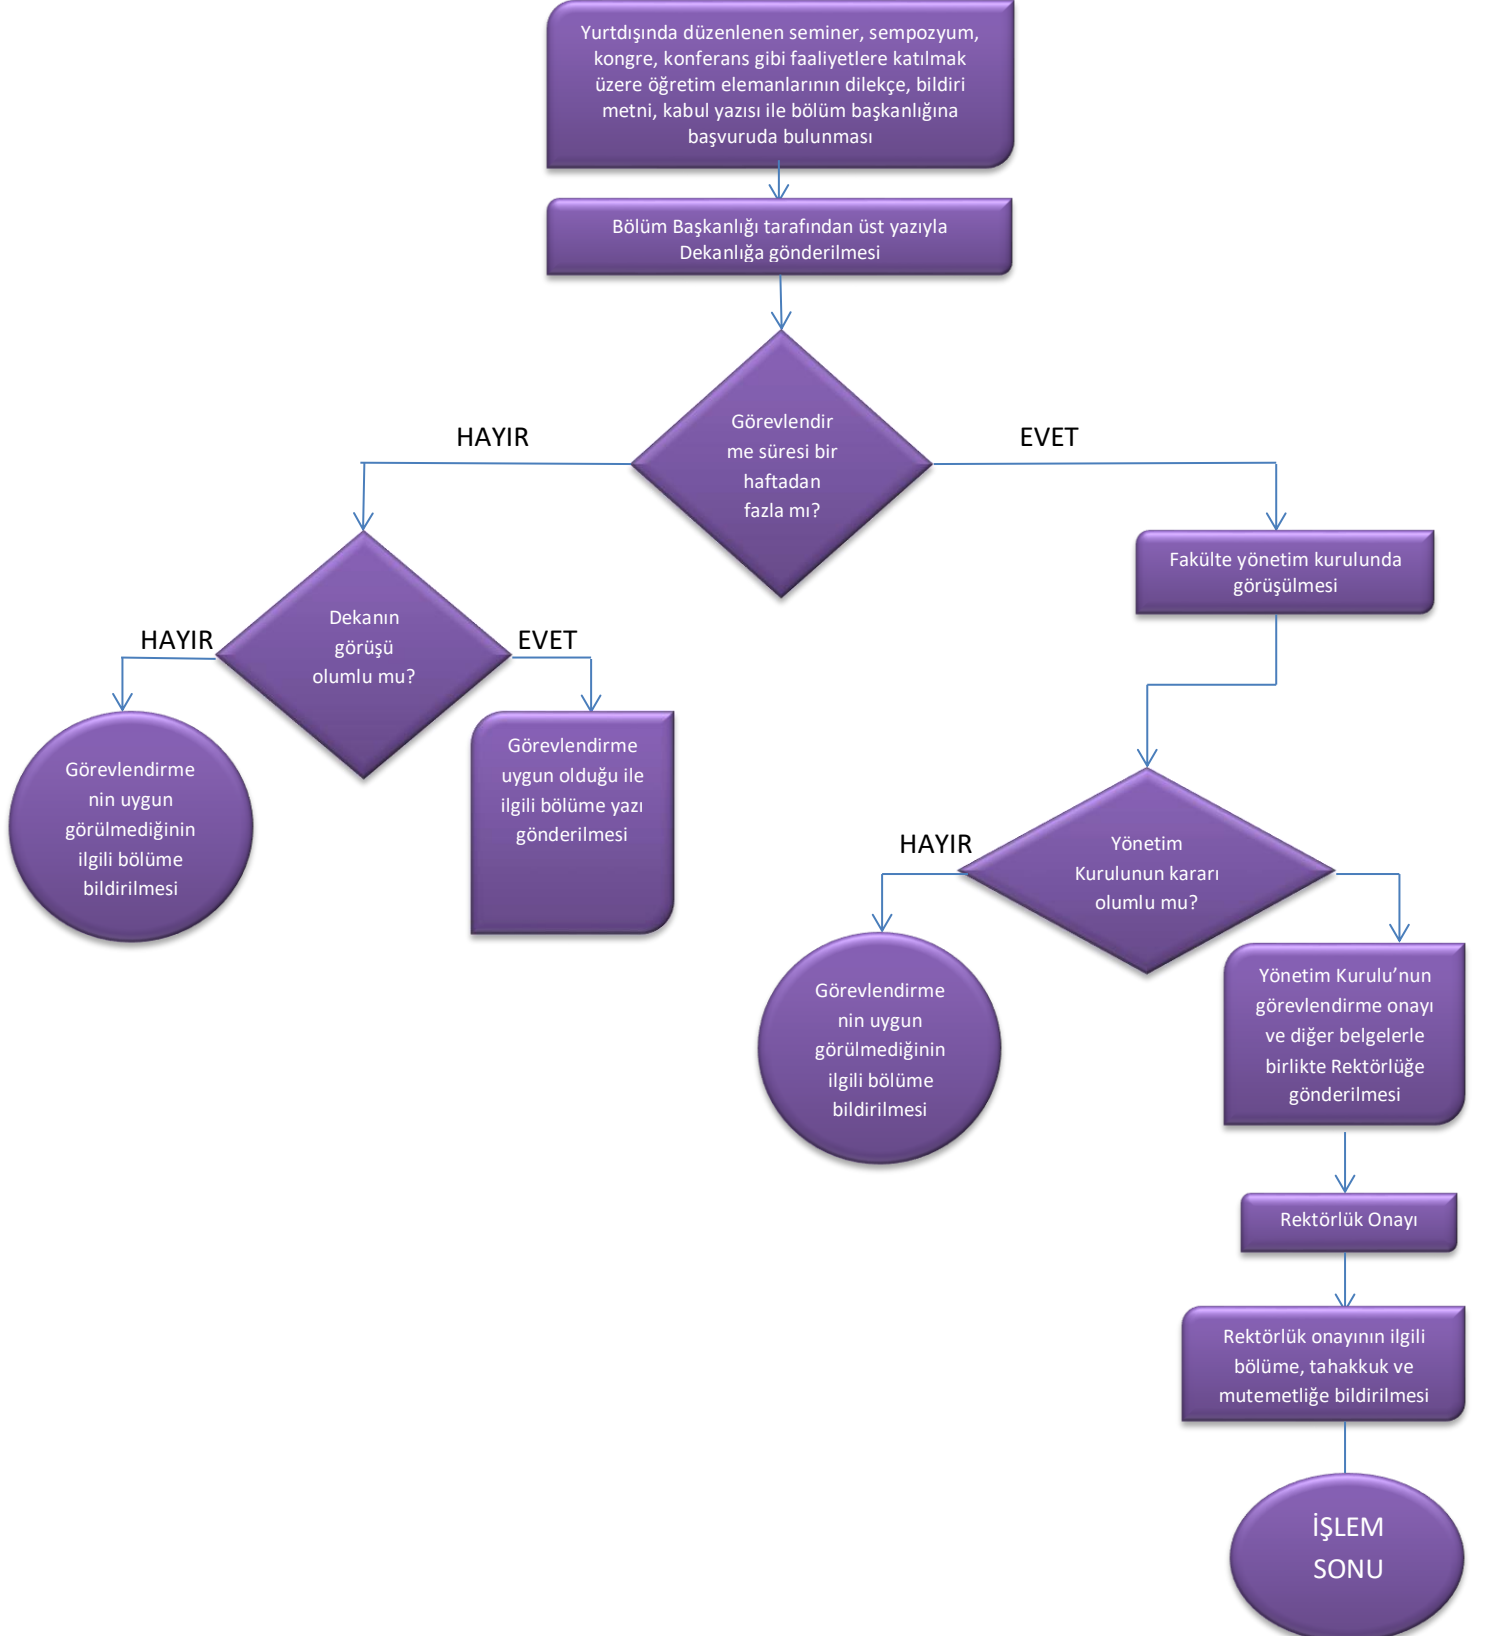 Yurtdışında düzenlenen seminer, sempozyum,
kongre, konferans gibi faaliyetlere katılmak
üzere öğretim elemanlarının dilekçe, bildiri
metni, kabul yazısı ile bölüm başkanlığına
başvuruda bulunması
Bölüm Başkanlığı tarafından üst yazıyla
Dekanlığa gönderilmesi
Görevlendir
me süresi bir
haftadan
fazla mı?
HAYIR
EVET
Dekanın
görüşü
olumlu mu?
HAYIR
EVET
Görevlendirme
nin uygun
görülmediğinin
ilgili bölüme
bildirilmesi
Görevlendirme
uygun olduğu ile
ilgili bölüme yazı
gönderilmesi
Fakülte yönetim kurulunda
görüşülmesi
Yönetim
Kurulunun kararı
olumlu mu?
HAYIR
Görevlendirme
nin uygun
görülmediğinin
ilgili bölüme
bildirilmesi
Yönetim Kurulu’nun
görevlendirme onayı
ve diğer belgelerle
birlikte Rektörlüğe
gönderilmesi
Rektörlük Onayı
Rektörlük onayının ilgili
bölüme, tahakkuk ve
mutemetliğe bildirilmesi
İŞLEM
SONU